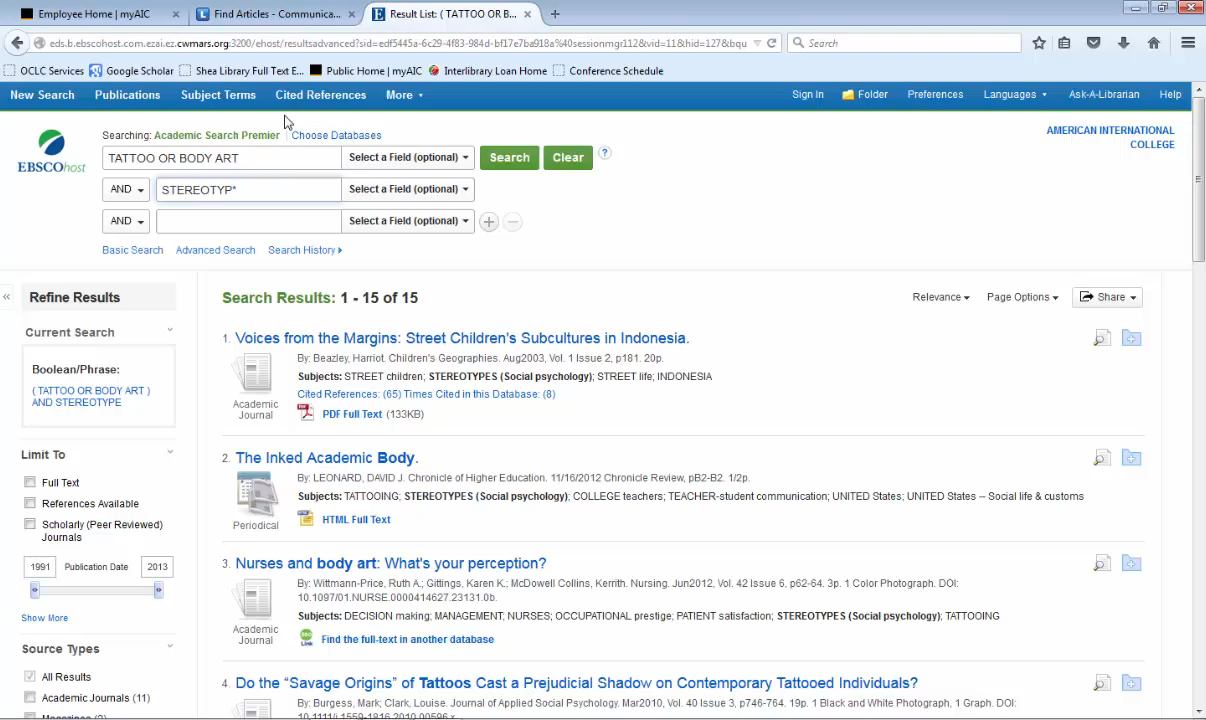 Employee Home | myAIC
Find Articles - Communica...
Result List: ( TATTOO OR B...
eds.b.ebscohost.com.ezai.ez.cwmars.org:3200/ehost/resultsadvanced?sid=edf5445a-6c29-4f83-984d-bf17e7ba918a%40sessionmgr112&vid=11&hid=127&bqu
Search
OCLC Services
Google Scholar
Shea Library Full Text E...
Public Home | myAIC
Interlibrary Loan Home
Conference Schedule
New Search
Publications
Subject Terms
Cited References
More
Sign In
Folder
Preferences
Languages
Ask-A-Librarian
Help
EBSCOhost
Searching: Academic Search Premier
Choose Databases
AMERICAN INTERNATIONAL
COLLEGE
TATTOO OR BODY ART
Select a Field (optional)
Search
Clear
?
AND
STEREOTYP*
Select a Field (optional)
AND
Select a Field (optional)
Basic Search
Advanced Search
Search History
Refine Results
Current Search
Boolean/Phrase:
( TATTOO OR BODY ART )
AND STEREOTYPE
Limit To
Full Text
References Available
Scholarly (Peer Reviewed)
Journals
1991
Publication Date
2013
Show More
Source Types
All Results
Academic Journals (11)
Search Results: 1 - 15 of 15
Relevance
Page Options
Share
1. Voices from the Margins: Street Children's Subcultures in Indonesia.
By: Beazley, Harriot. Children's Geographies. Aug2003, Vol. 1 Issue 2, p181. 20p.
Subjects: STREET children; STEREOTYPES (Social psychology); STREET life; INDONESIA
Cited References: (65) Times Cited in this Database: (8)
Academic
Journal
PDF Full Text (133KB)
2. The Inked Academic Body.
By: LEONARD, DAVID J. Chronicle of Higher Education. 11/16/2012 Chronicle Review, pB2-B2. 1/2p.
Subjects: TATTOOING; STEREOTYPES (Social psychology); COLLEGE teachers; TEACHER-student communication; UNITED States; UNITED States -- Social life & customs
Periodical
HTML Full Text
3. Nurses and body art: What's your perception?
By: Wittmann-Price, Ruth A.; Gittings, Karen K.; McDowell Collins, Kerrith. Nursing. Jun2012, Vol. 42 Issue 6, p62-64. 3p. 1 Color Photograph. DOI:
10.1097/01.NURSE.0000414627.23131.0b.
Subjects: DECISION making; MANAGEMENT; NURSES; OCCUPATIONAL prestige; PATIENT satisfaction; STEREOTYPES (Social psychology); TATTOOING
Academic
Journal
Find the full-text in another database
4. Do the “Savage Origins” of Tattoos Cast a Prejudicial Shadow on Contemporary Tattooed Individuals?
By: Burgess, Mark; Clark, Louise. Journal of Applied Social Psychology. Mar2010, Vol. 40 Issue 3, p746-764. 19p. 1 Black and White Photograph, 1 Graph. DOI: